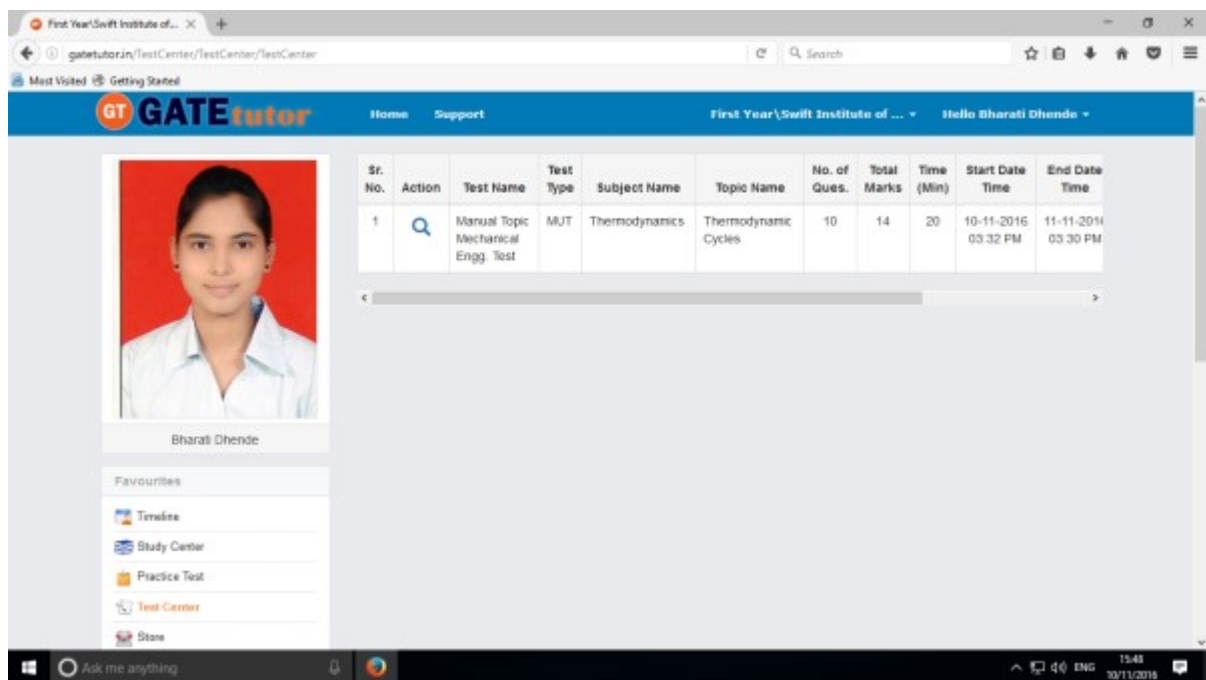 First Year\Swift Institute of...
gatetutor.in/TestCenter/TestCenter/TestCenter
Search
Most Visited Getting Started
GT GATEtutor Home Support First Year\Swift Institute of ... Hello Bharati Dhende
Sr. No. Action Test Name Test Type Subject Name Topic Name No. of Ques. Total Marks Time (Min) Start Date Time End Date Time
1 Manual Topic Mechanical Engg. Test MUT Thermodynamics Thermodynamic Cycles 10 14 20 10-11-2016 03:32 PM 11-11-2016 03:30 PM
Bharati Dhende
Favourites
Timeline
Study Center
Practice Test
Test Center
Store
Ask me anything
ENG
15:48
10/11/2016